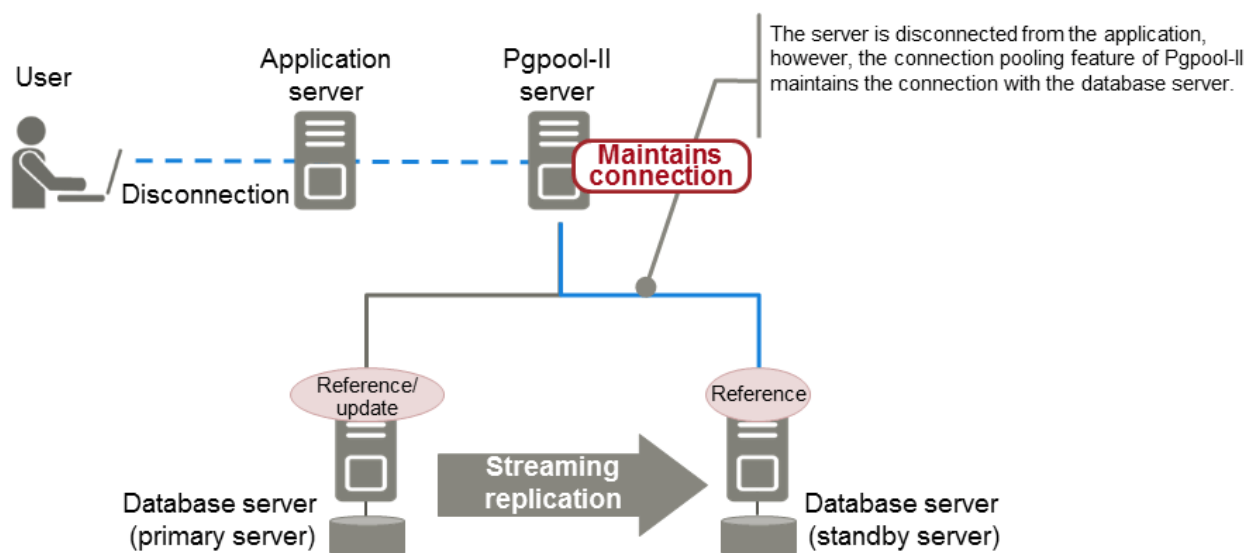 The server is disconnected from the application,
however, the connection pooling feature of Pgpool-II
maintains the connection with the database server.
User
Application
server
Pgpool-II
server
Maintains
connection
Disconnection
Reference/
update
Reference
Streaming
replication
Database server
(primary server)
Database server
(standby server)